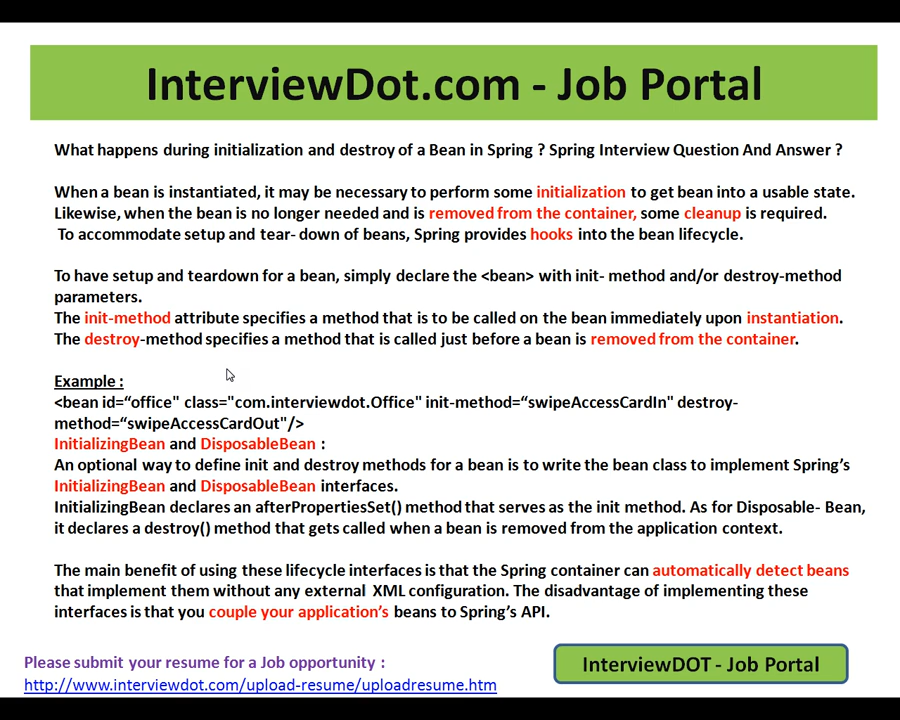 InterviewDot.com - Job Portal
What happens during initialization and destroy of a Bean in Spring ? Spring Interview Question And Answer ?
When a bean is instantiated, it may be necessary to perform some initialization to get bean into a usable state.
Likewise, when the bean is no longer needed and is removed from the container, some cleanup is required.
To accommodate setup and tear- down of beans, Spring provides hooks into the bean lifecycle.
To have setup and teardown for a bean, simply declare the <bean> with init- method and/or destroy-method
parameters.
The init-method attribute specifies a method that is to be called on the bean immediately upon instantiation.
The destroy-method specifies a method that is called just before a bean is removed from the container.
Example :
<bean id=“office" class="com.interviewdot.Office" init-method=“swipeAccessCardIn" destroy-
method=“swipeAccessCardOut"/>
InitializingBean and DisposableBean :
An optional way to define init and destroy methods for a bean is to write the bean class to implement Spring’s
InitializingBean and DisposableBean interfaces.
InitializingBean declares an afterPropertiesSet() method that serves as the init method. As for Disposable- Bean,
it declares a destroy() method that gets called when a bean is removed from the application context.
The main benefit of using these lifecycle interfaces is that the Spring container can automatically detect beans
that implement them without any external XML configuration. The disadvantage of implementing these
interfaces is that you couple your application’s beans to Spring’s API.
Please submit your resume for a Job opportunity :
http://www.interviewdot.com/upload-resume/uploadresume.htm
InterviewDOT - Job Portal